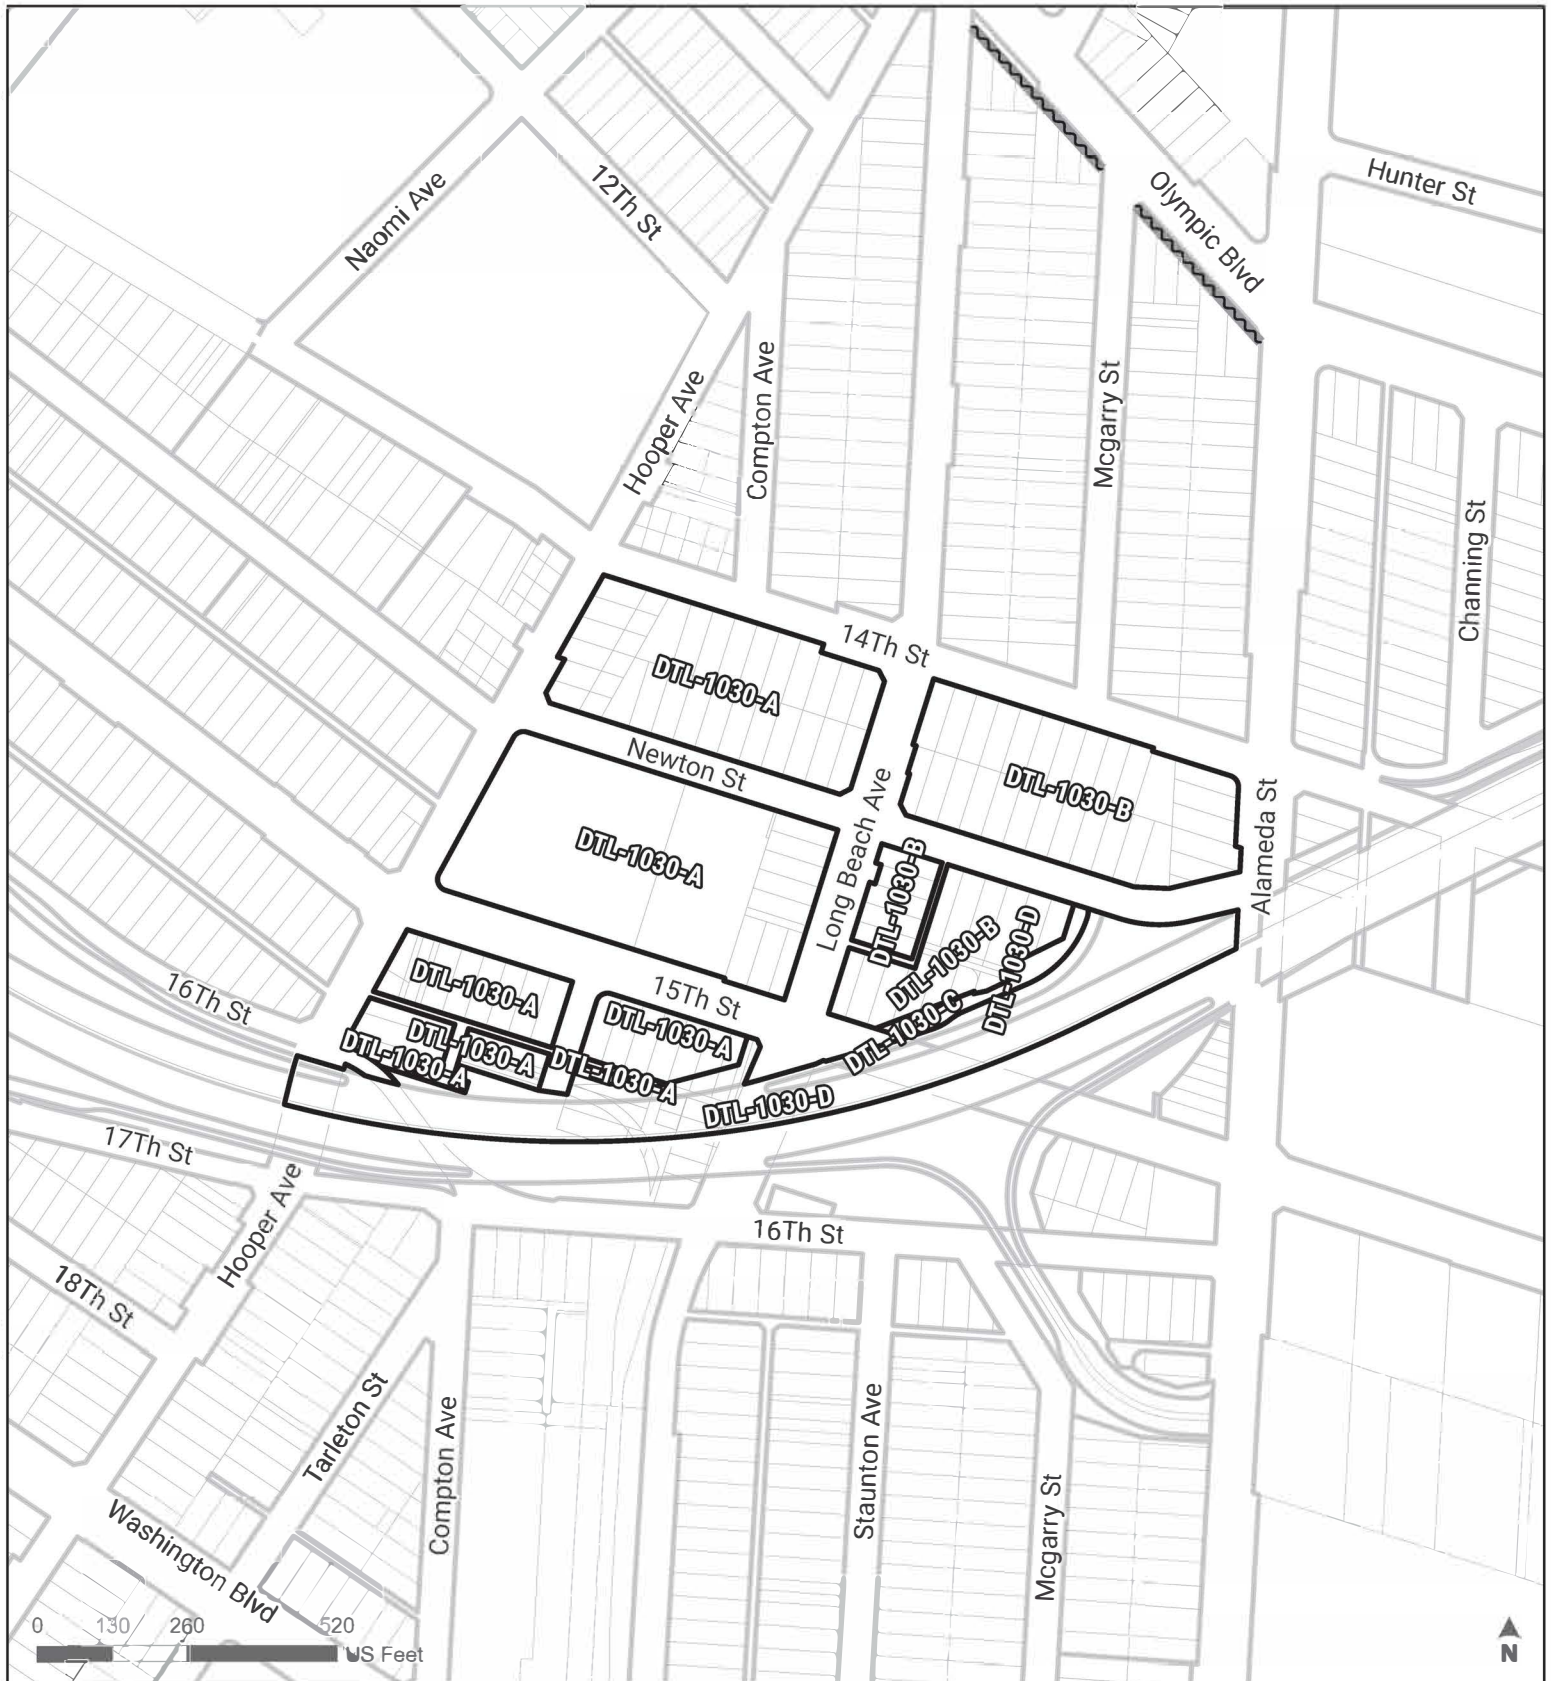 Hunter St
Naomi Ave
12Th St
Olympic Blvd
Hooper Ave
Compton Ave
Mcgarry St
Channing St
14Th St
DTL-1030-A
Newton St
DTL-1030-B
Long Beach Ave
Alameda St
DTL-1030-A
DTL-1030-B
DTL-1030-B
DTL-1030-D
DTL-1030-A
15Th St
16Th St
DTL-1030-A
DTL-1030-C
DTL-1030-A
DTL-1030-A
DTL-1030-A
DTL-1030-D
17Th St
Hooper Ave
16Th St
18Th St
Tarleton St
Compton Ave
Staunton Ave
Mcgarry St
Washington Blvd
0 130 260 520
US Feet
N